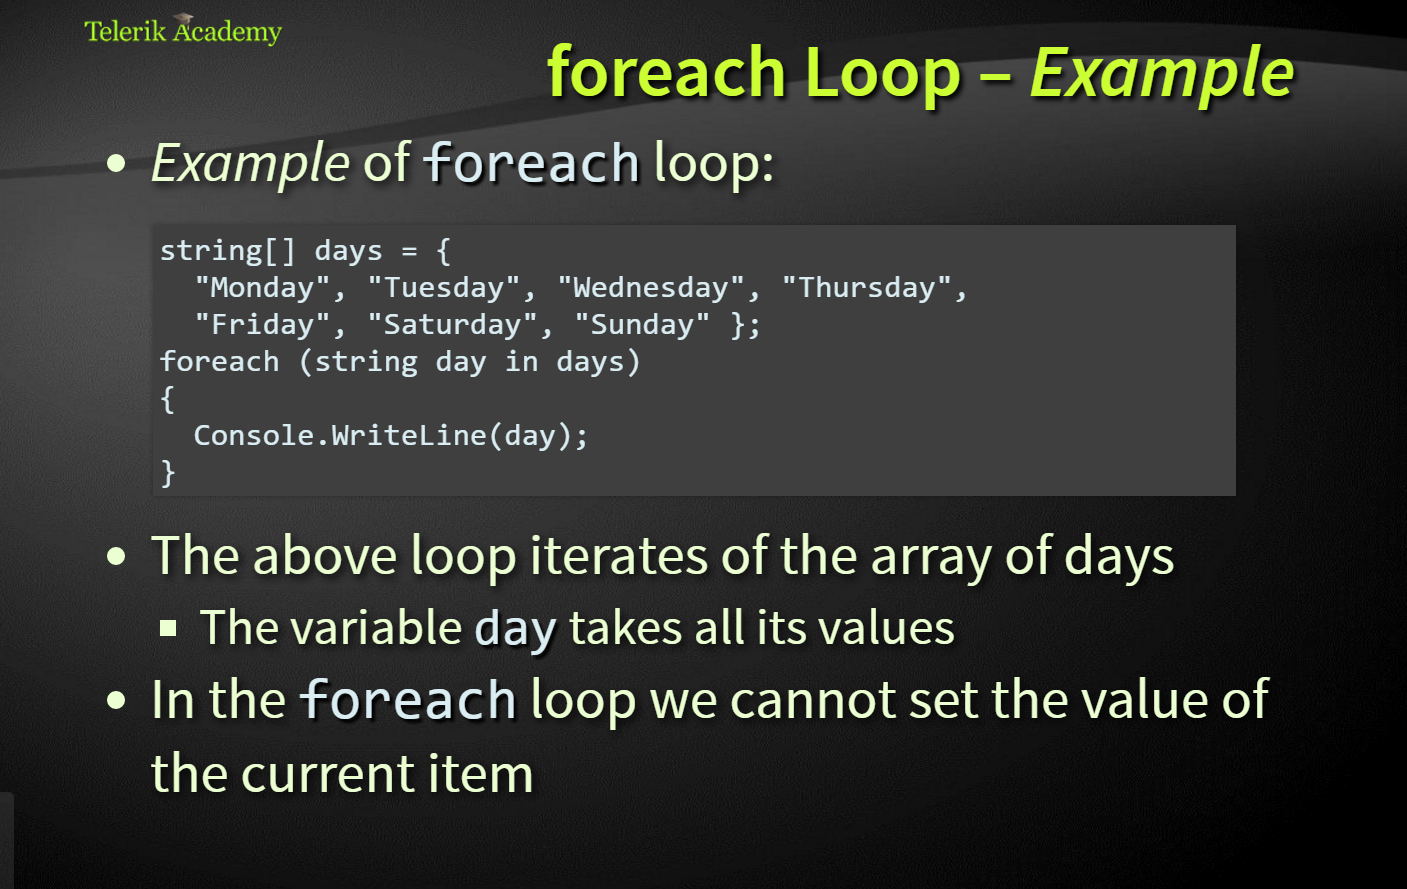 Telerik Academy
foreach Loop – Example
• Example of foreach loop:
string[] days = {
  "Monday", "Tuesday", "Wednesday", "Thursday",
  "Friday", "Saturday", "Sunday" };
foreach (string day in days)
{
  Console.WriteLine(day);
}
• The above loop iterates of the array of days
▪ The variable day takes all its values
• In the foreach loop we cannot set the value of
the current item